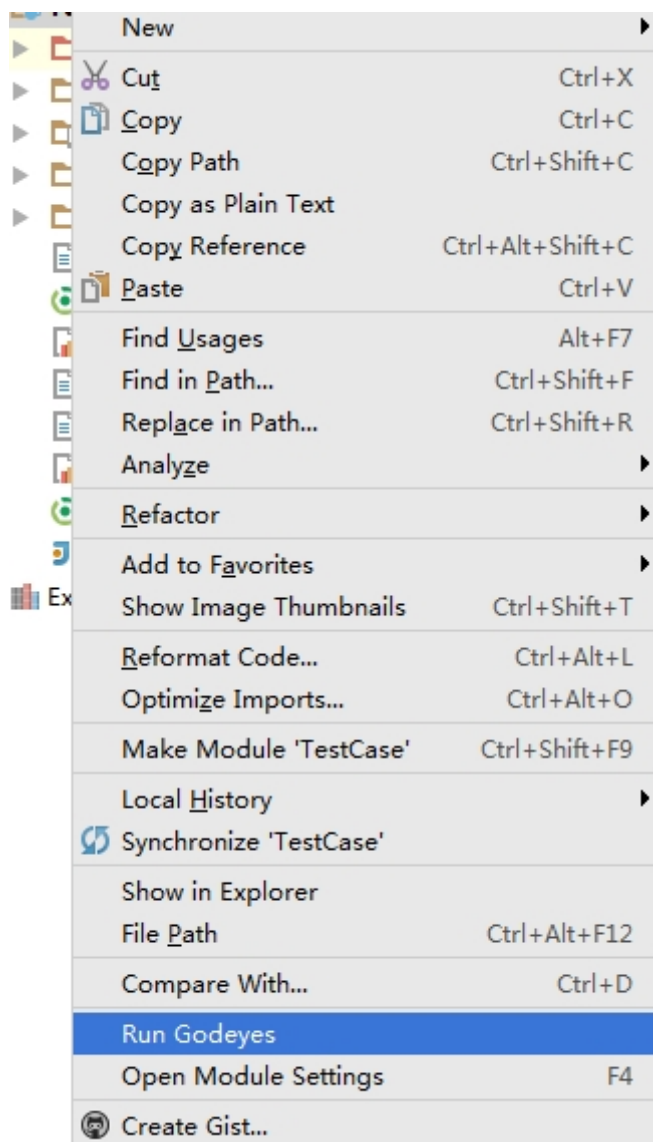 New
Cut Ctrl+X
Copy Ctrl+C
Copy Path Ctrl+Shift+C
Copy as Plain Text
Copy Reference Ctrl+Alt+Shift+C
Paste Ctrl+V
Find Usages Alt+F7
Find in Path... Ctrl+Shift+F
Replace in Path... Ctrl+Shift+R
Analyze
Refactor
Add to Favorites
Ex
Show Image Thumbnails Ctrl+Shift+T
Reformat Code... Ctrl+Alt+L
Optimize Imports... Ctrl+Alt+O
Make Module 'TestCase' Ctrl+Shift+F9
Local History
Synchronize 'TestCase'
Show in Explorer
File Path Ctrl+Alt+F12
Compare With... Ctrl+D
Run Godeyes
Open Module Settings F4
Create Gist...